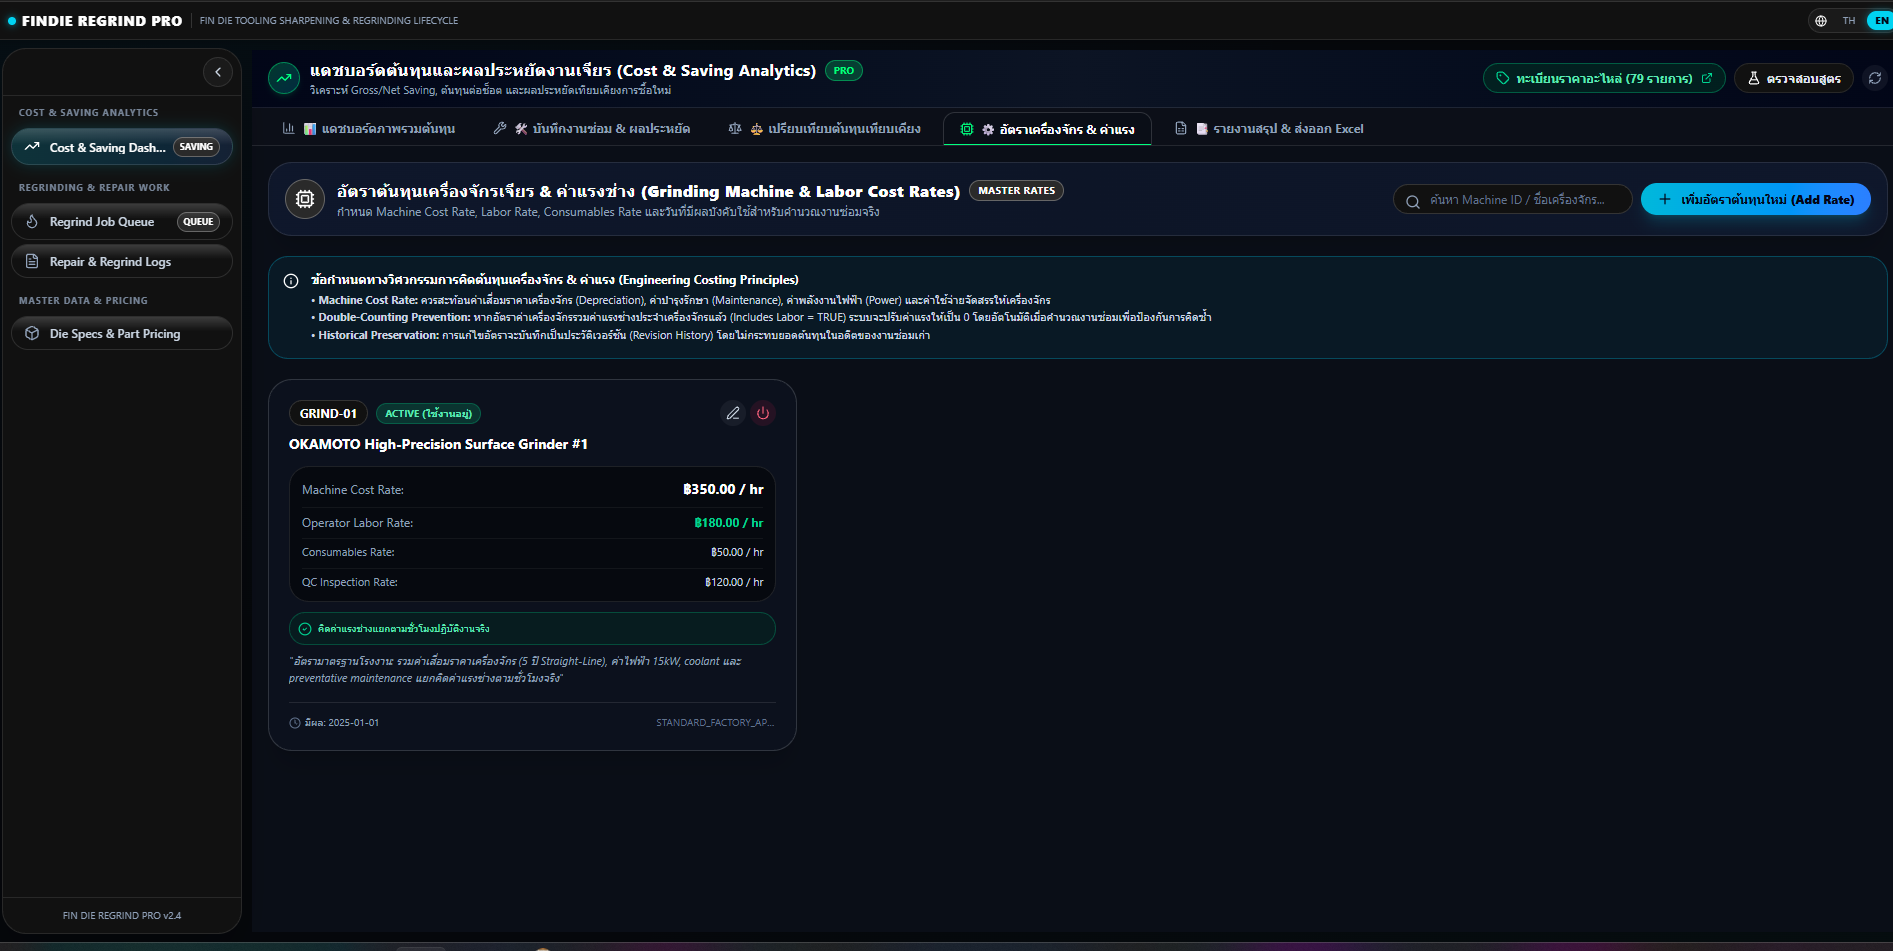 FINDIE REGRIND PRO
FIN DIE TOOLING SHARPENING & REGRINDING LIFECYCLE
TH
EN
COST & SAVING ANALYTICS
Cost & Saving Dash...
SAVING
REGRINDING & REPAIR WORK
Regrind Job Queue
QUEUE
Repair & Regrind Logs
MASTER DATA & PRICING
Die Specs & Part Pricing
FIN DIE REGRIND PRO v2.4
แดชบอร์ดต้นทุนและผลประหยัดงานเจียร (Cost & Saving Analytics)
PRO
วิเคราะห์ Gross/Net Saving, ต้นทุนต่อช็อต และผลประหยัดเทียบเคียงการซื้อใหม่
ทะเบียนราคาอะไหล่ (79 รายการ)
ตรวจสอบสูตร
แดชบอร์ดภาพรวมต้นทุน
บันทึกงานซ่อม & ผลประหยัด
เปรียบเทียบต้นทุนเทียบเคียง
อัตราเครื่องจักร & ค่าแรง
รายงานสรุป & ส่งออก Excel
อัตราต้นทุนเครื่องจักรเจียร & ค่าแรงช่าง (Grinding Machine & Labor Cost Rates)
MASTER RATES
กำหนด Machine Cost Rate, Labor Rate, Consumables Rate และวันที่มีผลบังคับใช้สำหรับคำนวณงานซ่อมจริง
ค้นหา Machine ID / ชื่อเครื่องจักร...
เพิ่มอัตราต้นทุนใหม่ (Add Rate)
ข้อกำหนดทางวิศวกรรมการคิดต้นทุนเครื่องจักร & ค่าแรง (Engineering Costing Principles)
• Machine Cost Rate: ควรสะท้อนค่าเสื่อมราคาเครื่องจักร (Depreciation), ค่าบำรุงรักษา (Maintenance), ค่าพลังงานไฟฟ้า (Power) และค่าใช้จ่ายจัดสรรให้เครื่องจักร
• Double-Counting Prevention: หากอัตราค่าเครื่องจักรรวมค่าแรงช่างประจำเครื่องจักรแล้ว (Includes Labor = TRUE) ระบบจะปรับค่าแรงให้เป็น 0 โดยอัตโนมัติเมื่อคำนวณงานซ่อมเพื่อป้องกันการคิดซ้ำ
• Historical Preservation: การแก้ไขอัตราจะบันทึกเป็นประวัติเวอร์ชัน (Revision History) โดยไม่กระทบยอดต้นทุนในอดีตของงานซ่อมเก่า
GRIND-01
ACTIVE (ใช้งานอยู่)
OKAMOTO High-Precision Surface Grinder #1
Machine Cost Rate:
฿350.00 / hr
Operator Labor Rate:
฿180.00 / hr
Consumables Rate:
฿50.00 / hr
QC Inspection Rate:
฿120.00 / hr
คิดค่าแรงช่างแยกตามชั่วโมงปฏิบัติงานจริง
"อัตรามาตรฐานโรงงาน: รวมค่าเสื่อมราคาเครื่องจักร (5 ปี Straight-Line), ค่าไฟฟ้า 15kW, coolant และ
preventative maintenance แยกคิดค่าแรงช่างตามชั่วโมงจริง"
มีผล: 2025-01-01
STANDARD_FACTORY_AP...